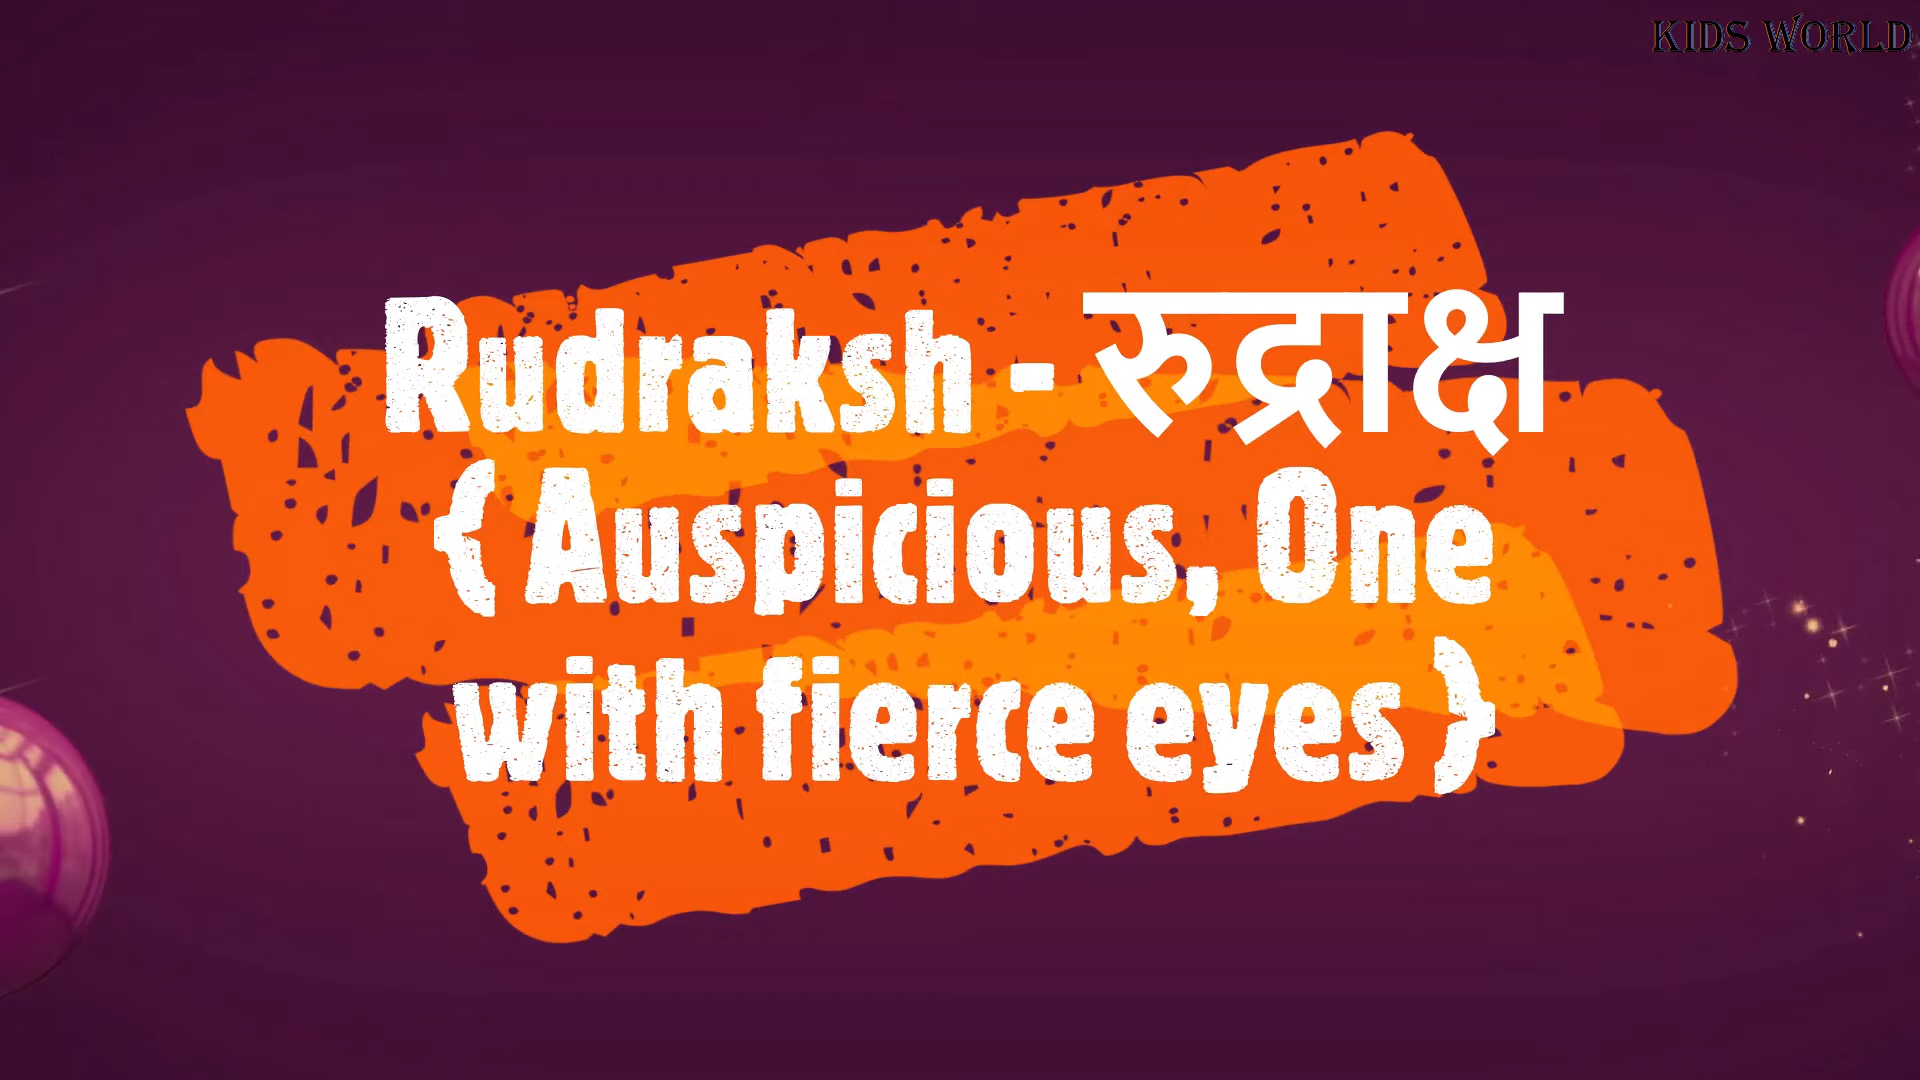 KIDS WORLD
Rudraksh - रुद्राक्ष
{ Auspicious, One
with fierce eyes }